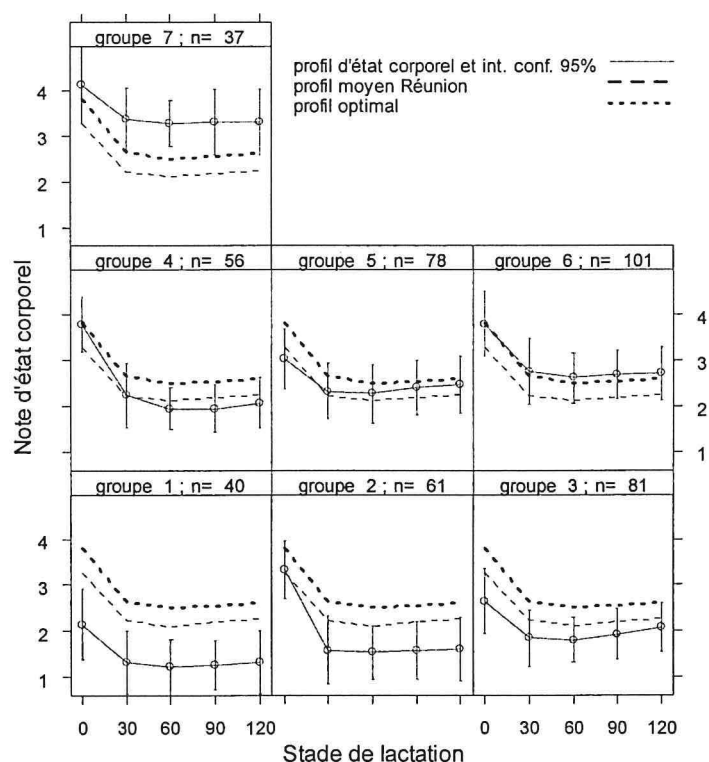 groupe 7 ; n= 37
profil d'état corporel et int. conf. 95%
profil moyen Réunion
profil optimal
4
3
2
1
groupe 4 ; n= 56
groupe 5 ; n= 78
groupe 6 ; n= 101
4
3
2
1
Note d'état corporel
groupe 1 ; n= 40
groupe 2 ; n= 61
groupe 3 ; n= 81
4
3
2
1
0 30 60 90 120
0 30 60 90 120
Stade de lactation